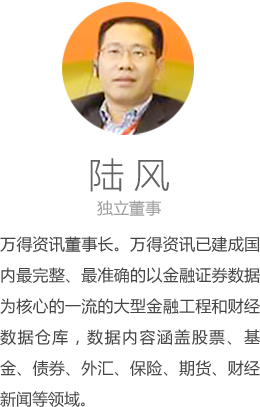 陆 风
独立董事
万得资讯董事长。万得资讯已建成国
内最完整、最准确的以金融证券数据
为核心的一流的大型金融工程和财经
数据仓库，数据内容涵盖股票、基
金、债券、外汇、保险、期货、财经
新闻等领域。